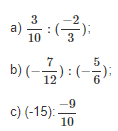 a) 3/10 : (-2/3);
b) (-7/12) : (-5/6);
c) (-15): -9/10